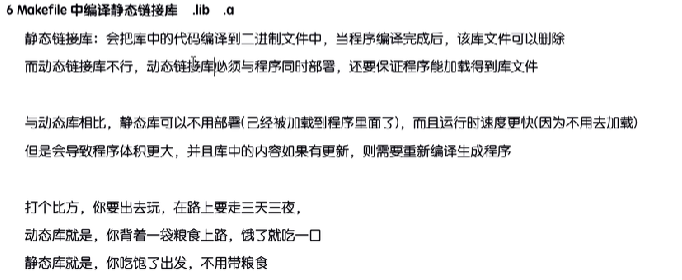 6 Makefile 中编译静态链接库 .lib .a
静态链接库：会把库中的代码编译到二进制文件中，当程序编译完成后，该库文件可以删除
而动态链接库不行，动态链接库必须与程序同时部署，还要保证程序能加载得到库文件
与动态库相比，静态库可以不用部署(已经被加载到程序里面了)，而且运行时速度更快(因为不用去加载)
但是会导致程序体积更大，并且库中的内容如果有更新，则需要重新编译生成程序
打个比方，你要出去玩，在路上要走三天三夜，
动态库就是，你背着一袋粮食上路，饿了就吃一口
静态库就是，你吃饱了出发，不用带粮食